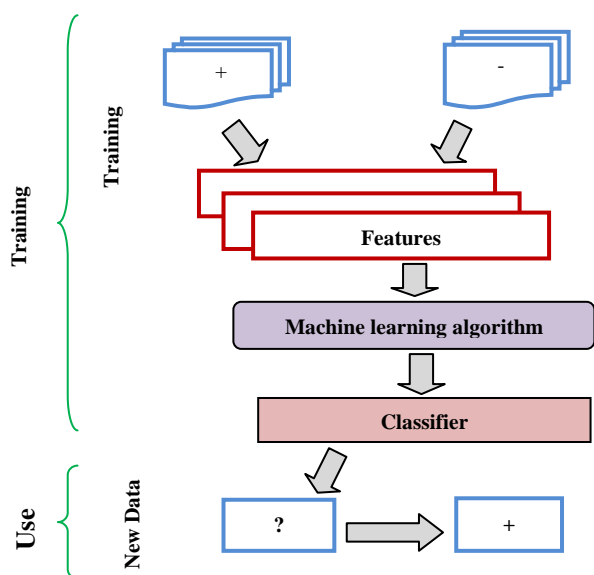 +
-
Training
Training
Features
Machine learning algorithm
Classifier
Use
New Data
?
+